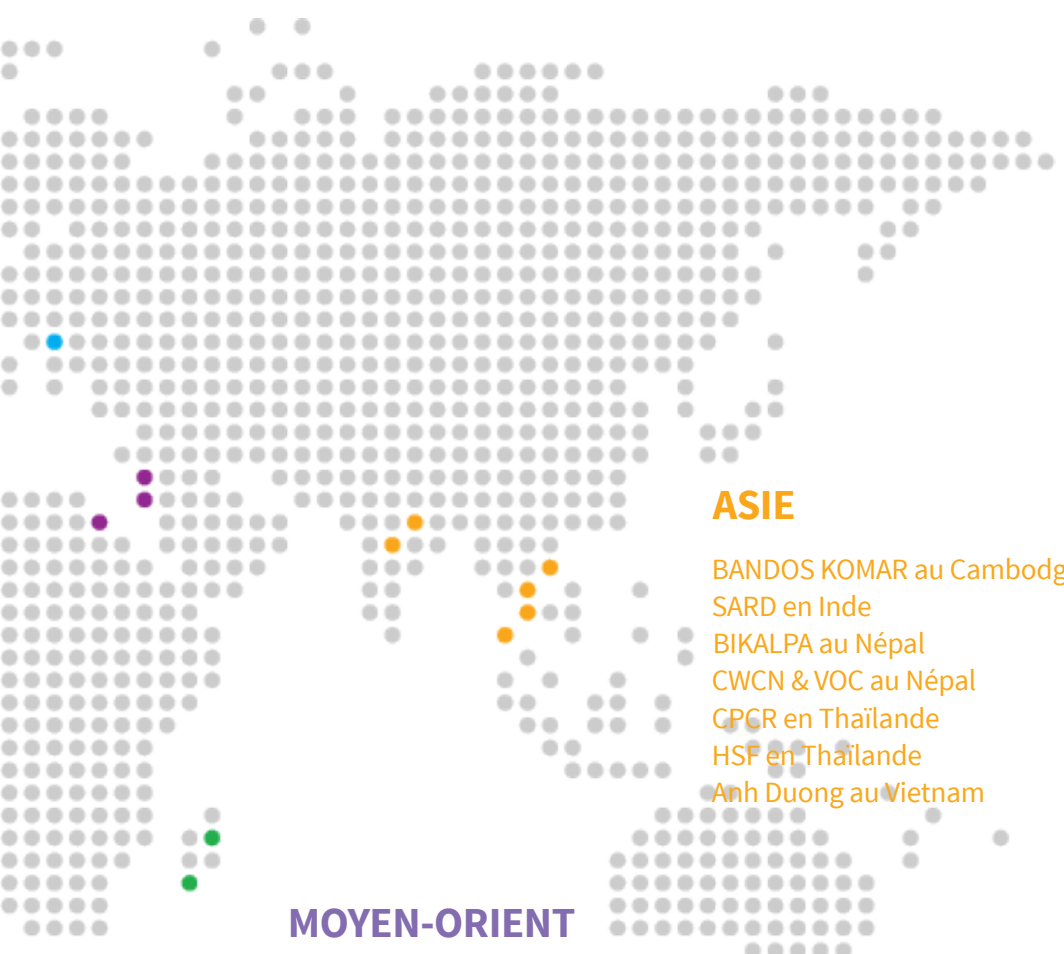 ASIE
BANDOS KOMAR au Cambodg
SARD en Inde
BIKALPA au Népal
CWCN & VOC au Népal
CPCR en Thaïlande
HSF en Thaïlande
Anh Duong au Vietnam
MOYEN-ORIENT